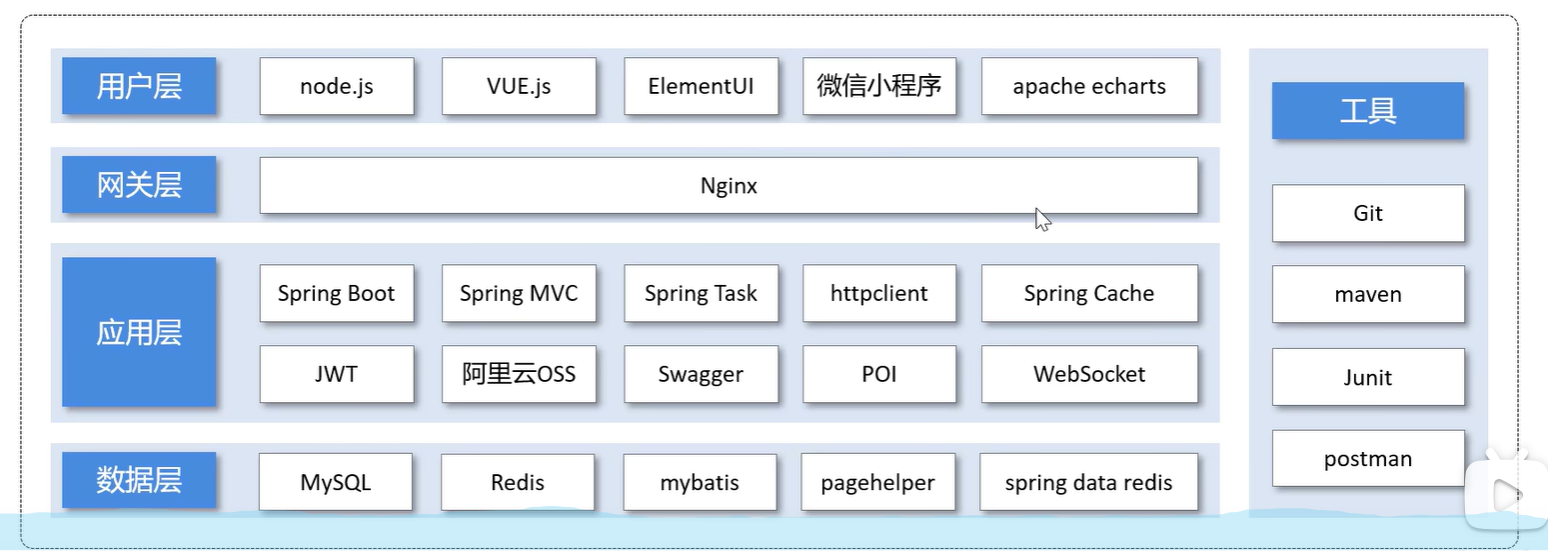 用户层
node.js
VUE.js
ElementUI
微信小程序
apache echarts
网关层
Nginx
应用层
Spring Boot
Spring MVC
Spring Task
httpclient
Spring Cache
JWT
阿里云OSS
Swagger
POI
WebSocket
数据层
MySQL
Redis
mybatis
pagehelper
spring data redis
工具
Git
maven
Junit
postman